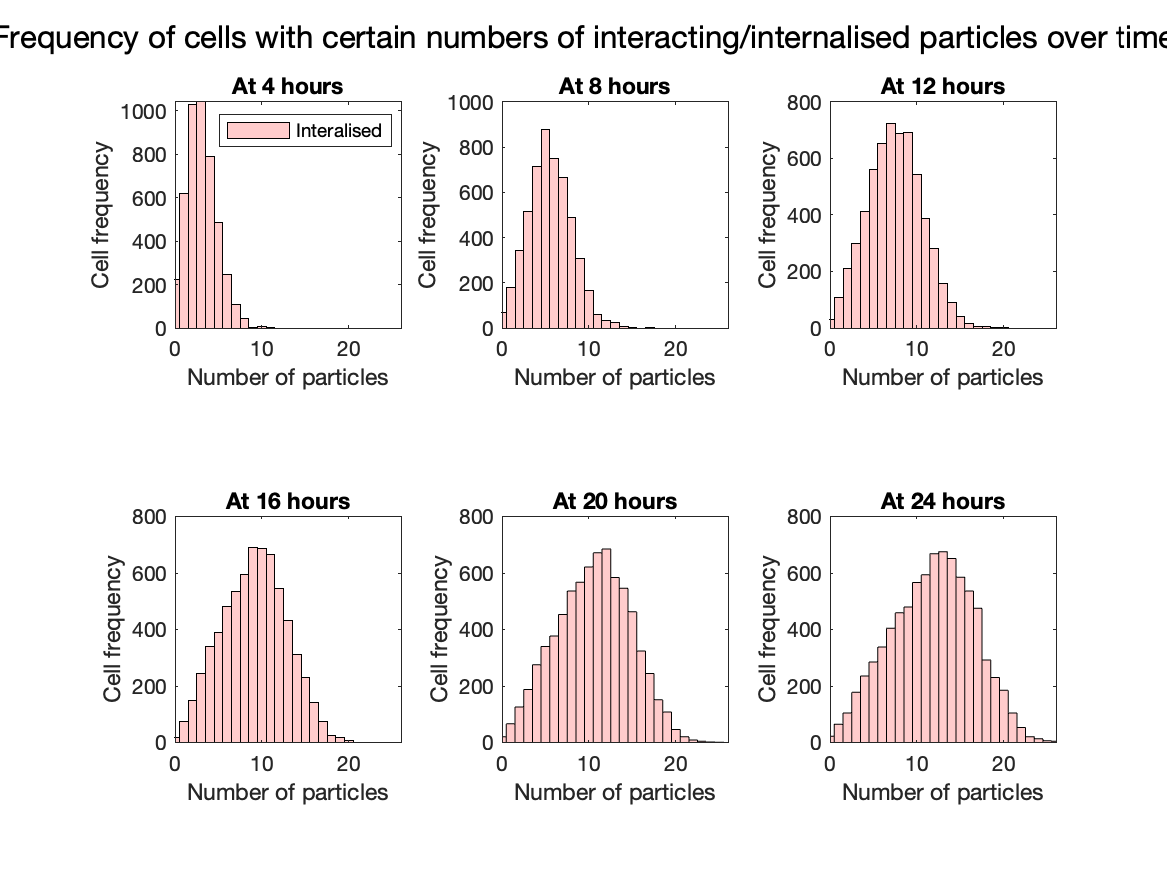 Frequency of cells with certain numbers of interacting/internalised particles over time
At 4 hours
At 8 hours
At 12 hours
Interalised
1000
800
600
400
200
0
Cell frequency
0 10 20
Number of particles
1000
800
600
400
200
0
Cell frequency
0 10 20
Number of particles
800
600
400
200
0
Cell frequency
0 10 20
Number of particles
At 16 hours
At 20 hours
At 24 hours
800
600
400
200
0
Cell frequency
0 10 20
Number of particles
800
600
400
200
0
Cell frequency
0 10 20
Number of particles
800
600
400
200
0
Cell frequency
0 10 20
Number of particles